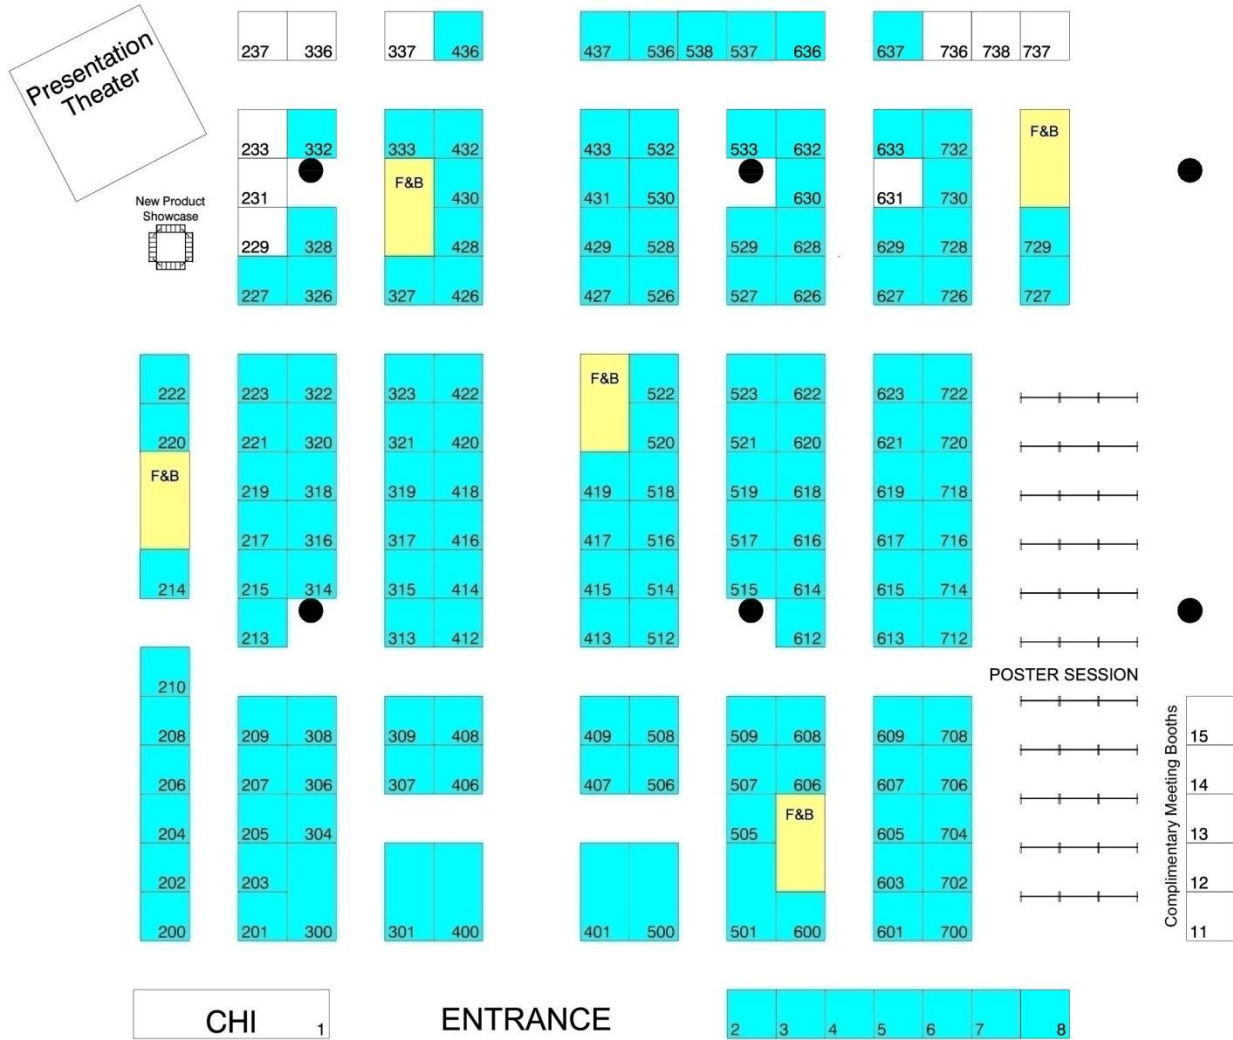 Presentation
Theater
237 336 337 436 437 536 538 537 636 637 736 738 737
233 332 333 432 433 532 533 632 633 732 F&B
231 F&B 430 431 530 630 631 730
New Product
Showcase
229 328 428 429 528 529 628 629 728 729
227 326 327 426 427 526 527 626 627 726 727
222 223 322 323 422 F&B 522 523 622 623 722
220 221 320 321 420 520 521 620 621 720
F&B 219 318 319 418 419 518 519 618 619 718
217 316 317 416 417 516 517 616 617 716
214 215 314 315 414 415 514 515 614 615 714
213 313 412 413 512 612 613 712
210 POSTER SESSION
208 209 308 309 408 409 508 509 608 609 708 15
206 207 306 307 406 407 506 507 606 607 706 14
204 205 304 505 F&B 605 704 13
202 203 603 702 12
200 201 300 301 400 401 500 501 600 601 700 11
Complimentary Meeting Booths
CHI 1 ENTRANCE 2 3 4 5 6 7 8